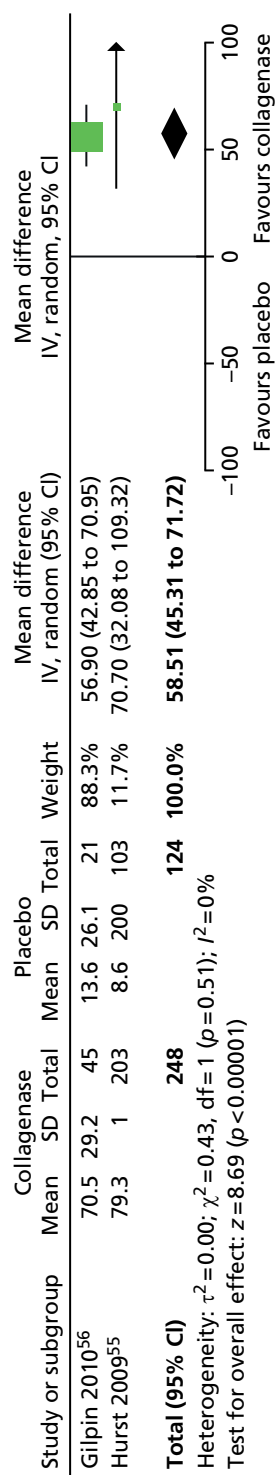 Collagenase Placebo Mean difference Mean difference
Study or subgroup Mean SD Total Mean SD Total Weight IV, random (95% CI) IV, random, 95% CI
Gilpin 2010⁵⁶ 70.5 29.2 45 13.6 26.1 21 88.3% 56.90 (42.85 to 70.95)
Hurst 2009⁵⁵ 79.3 1 203 8.6 200 103 11.7% 70.70 (32.08 to 109.32)
Total (95% CI) 248 124 100.0% 58.51 (45.31 to 71.72)
Heterogeneity: τ²=0.00; χ²=0.43, df=1 (p=0.51); I²=0%
Test for overall effect: z=8.69 (p<0.00001)
−100 −50 0 50 100
Favours placebo Favours collagenase